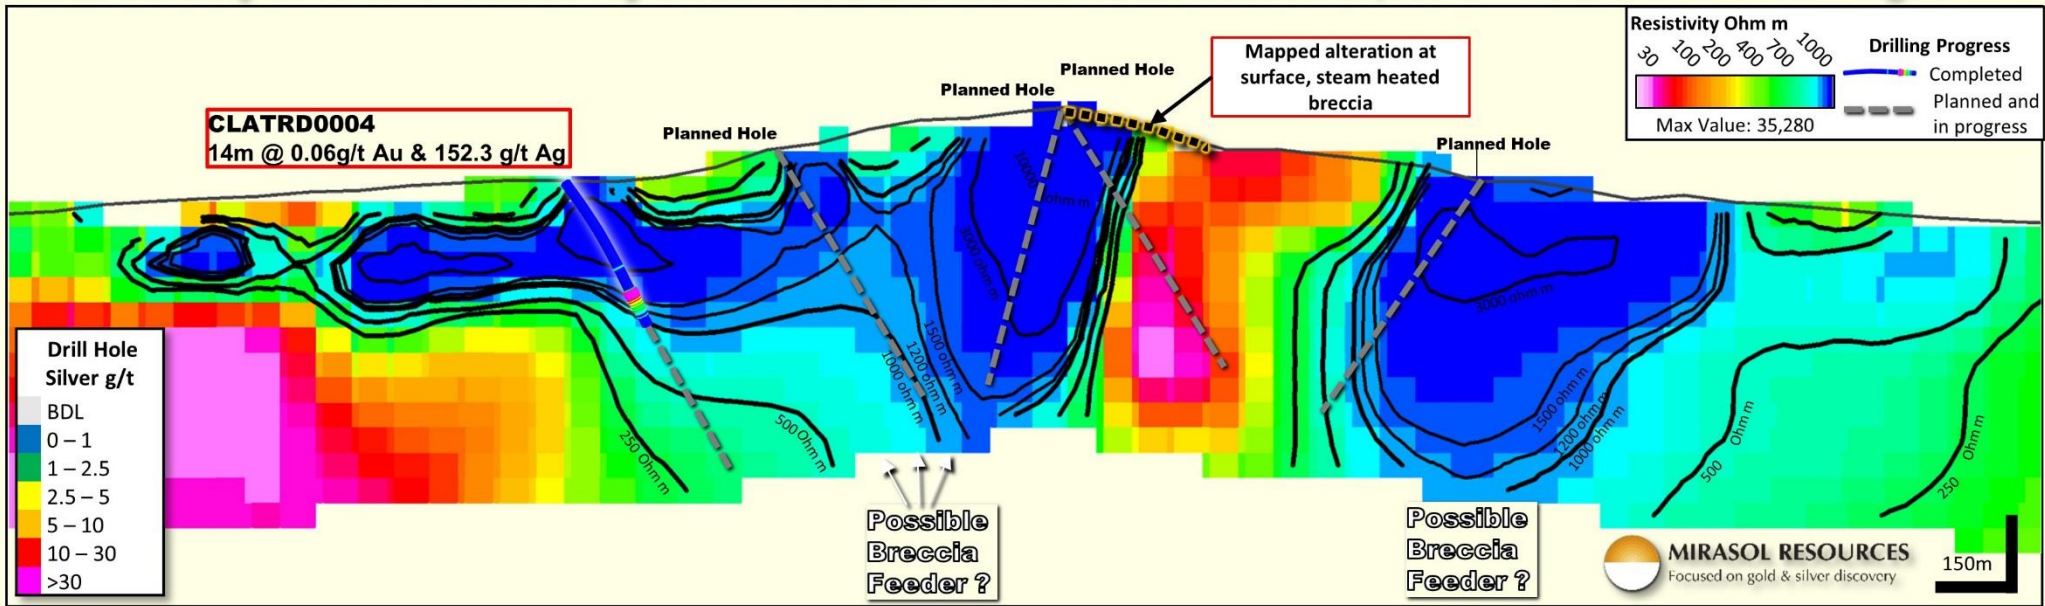 Resistivity Ohm m
30 100 200 400 700 1000
Max Value: 35,280
Drilling Progress
Completed
Planned and
in progress
Mapped alteration at
surface, steam heated
breccia
Planned Hole
Planned Hole
Planned Hole
Planned Hole
CLATRD0004
14m @ 0.06g/t Au & 152.3 g/t Ag
1000 ohm m
3000 ohm m
3000 ohm m
1500 ohm m
1200 ohm m
1000 ohm m
1500 ohm m
1200 ohm m
1000 ohm m
250 Ohm m
500 Ohm m
500 Ohm m
250 Ohm m
Drill Hole
Silver g/t
BDL
0 – 1
1 – 2.5
2.5 – 5
5 – 10
10 – 30
>30
Possible
Breccia
Feeder ?
Possible
Breccia
Feeder ?
MIRASOL RESOURCES
Focused on gold & silver discovery
150m